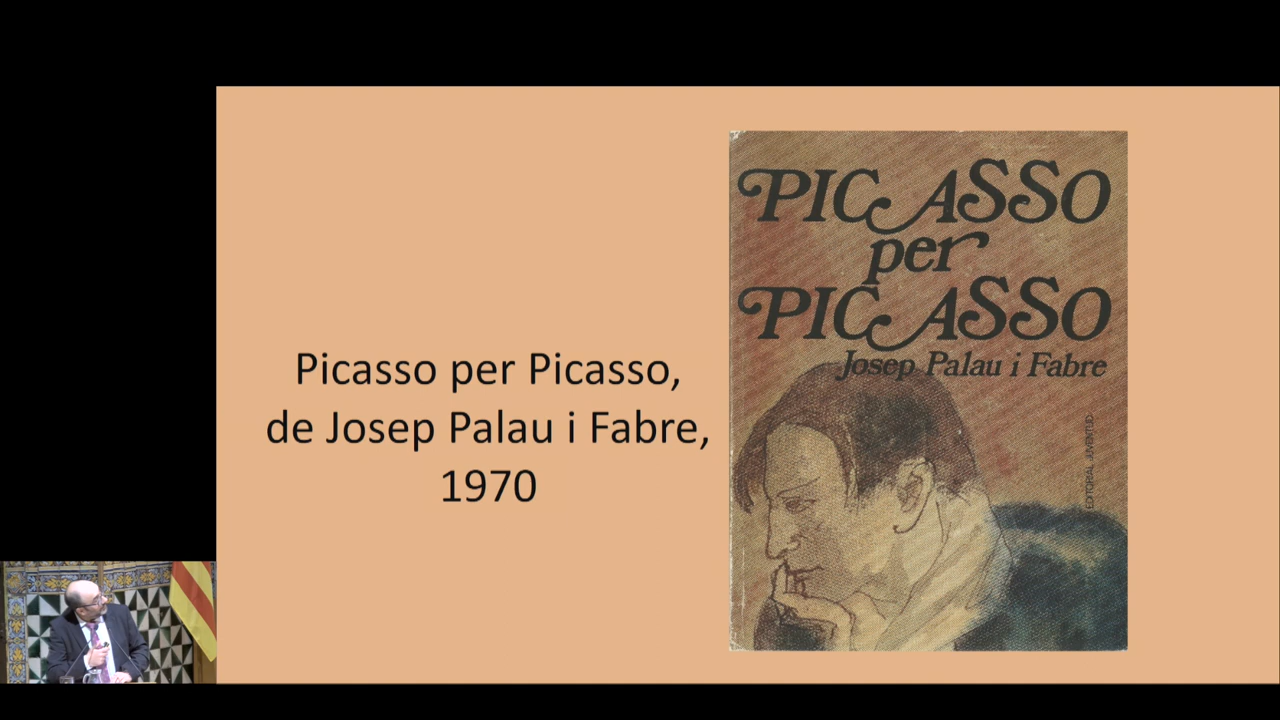 Picasso per Picasso,
de Josep Palau i Fabre,
1970
PICASSO
per
PICASSO
Josep Palau i Fabre
EDITORIAL JUVENTUD